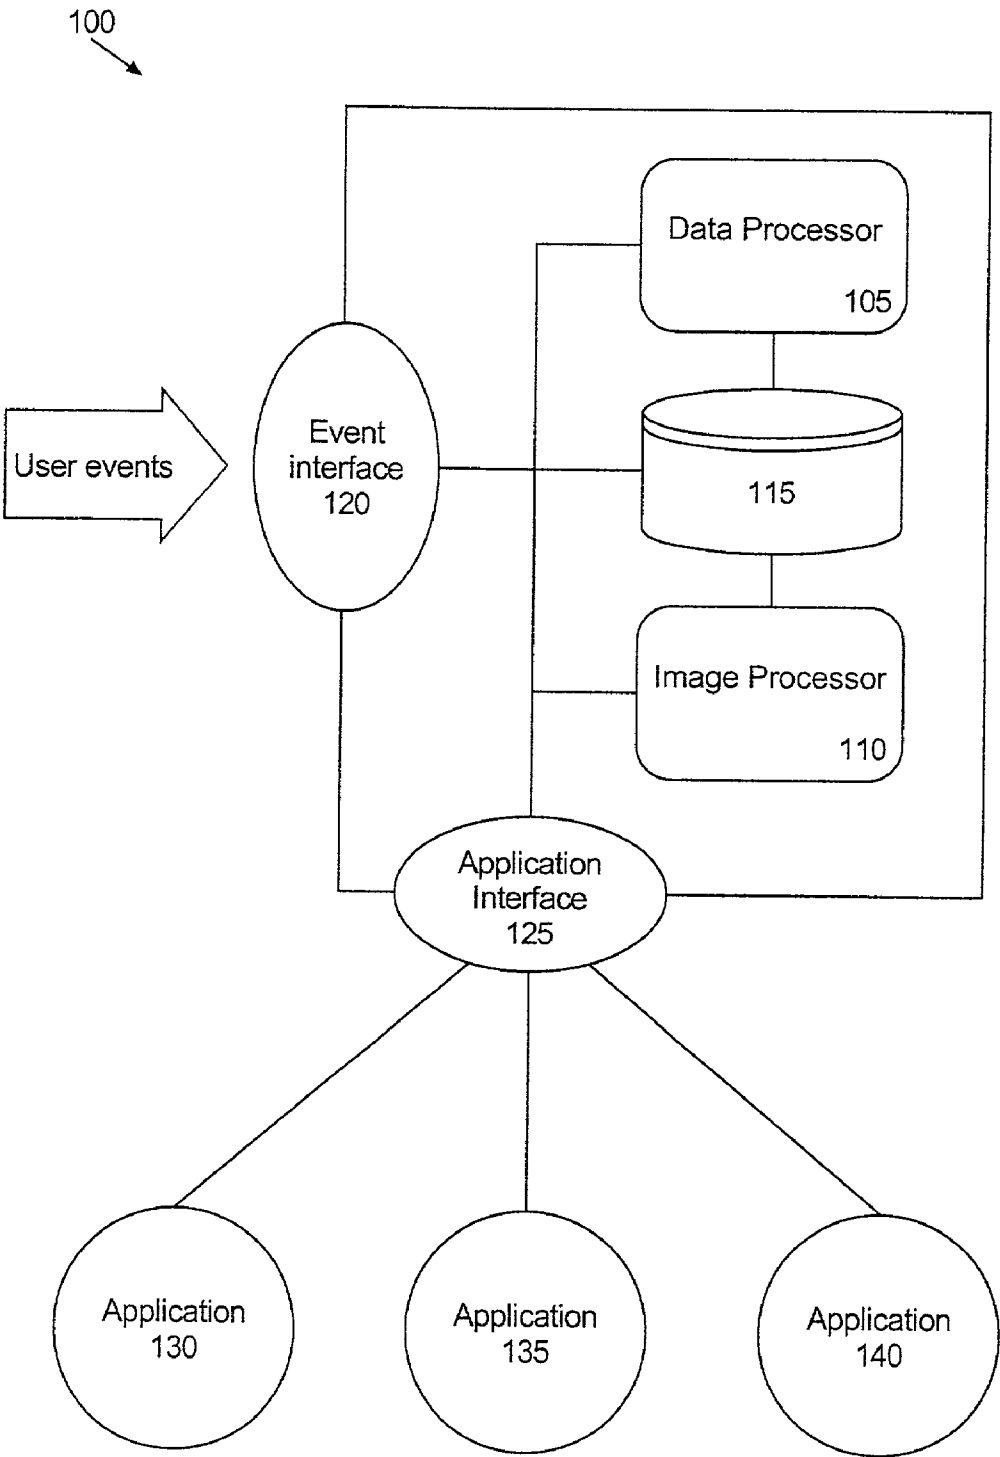 100
Data Processor
105
User events
Event
interface
120
115
Image Processor
110
Application
Interface
125
Application
130
Application
135
Application
140